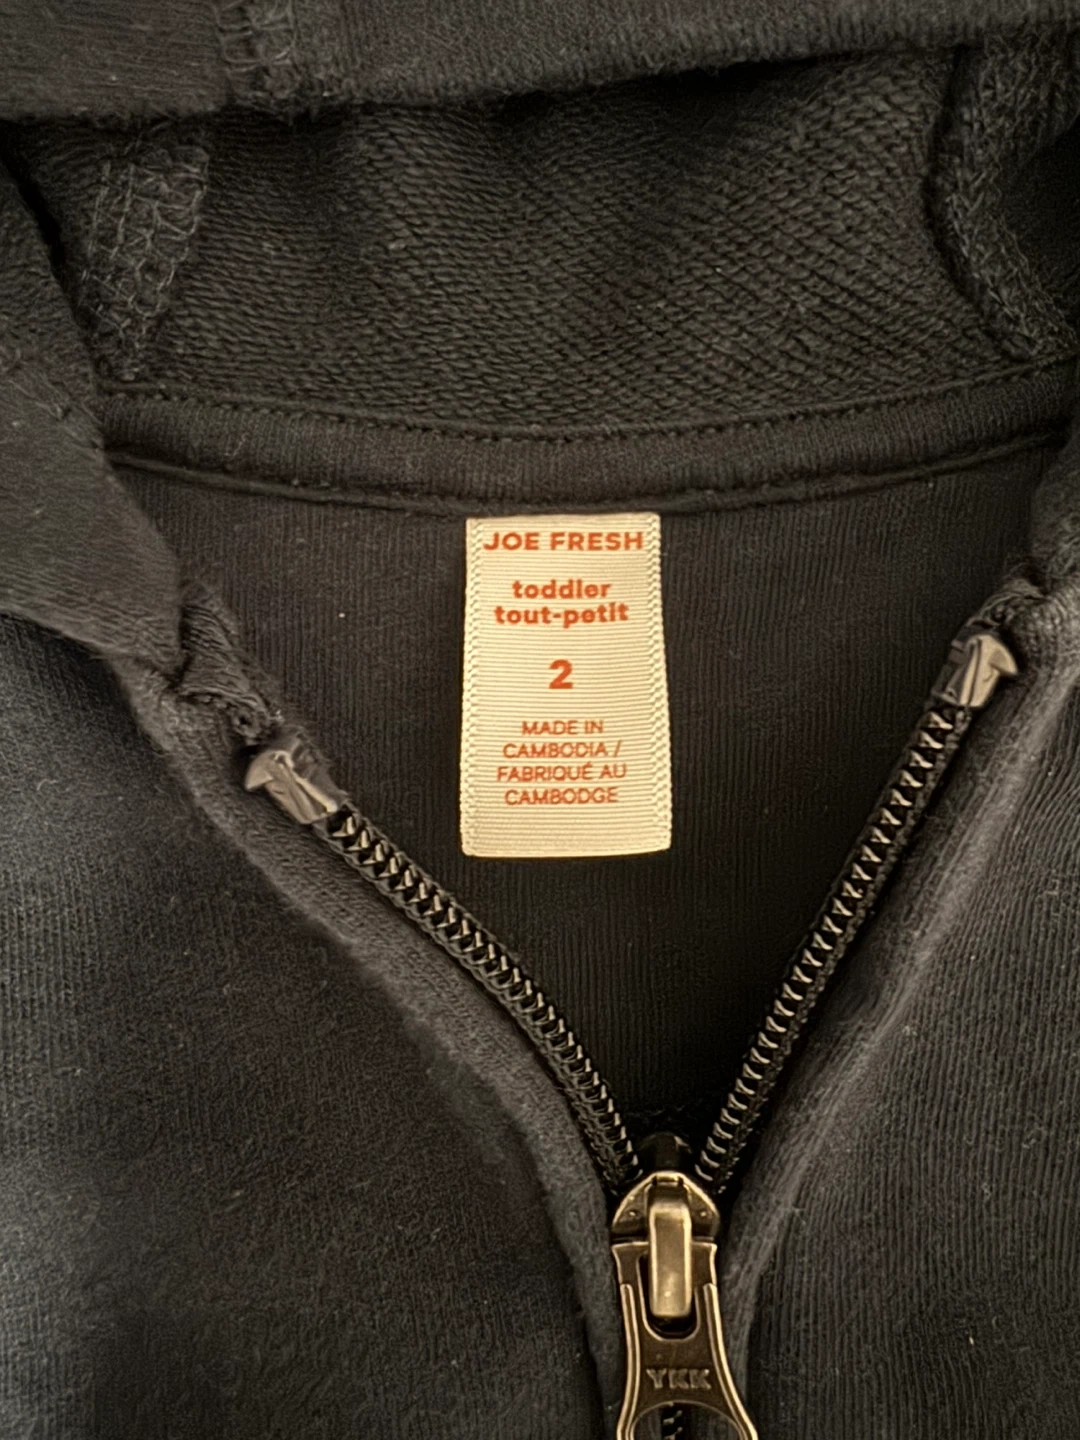 JOE FRESH
toddler
tout-petit
2
MADE IN
CAMBODIA /
FABRIQUÉ AU
CAMBODGE
YKK